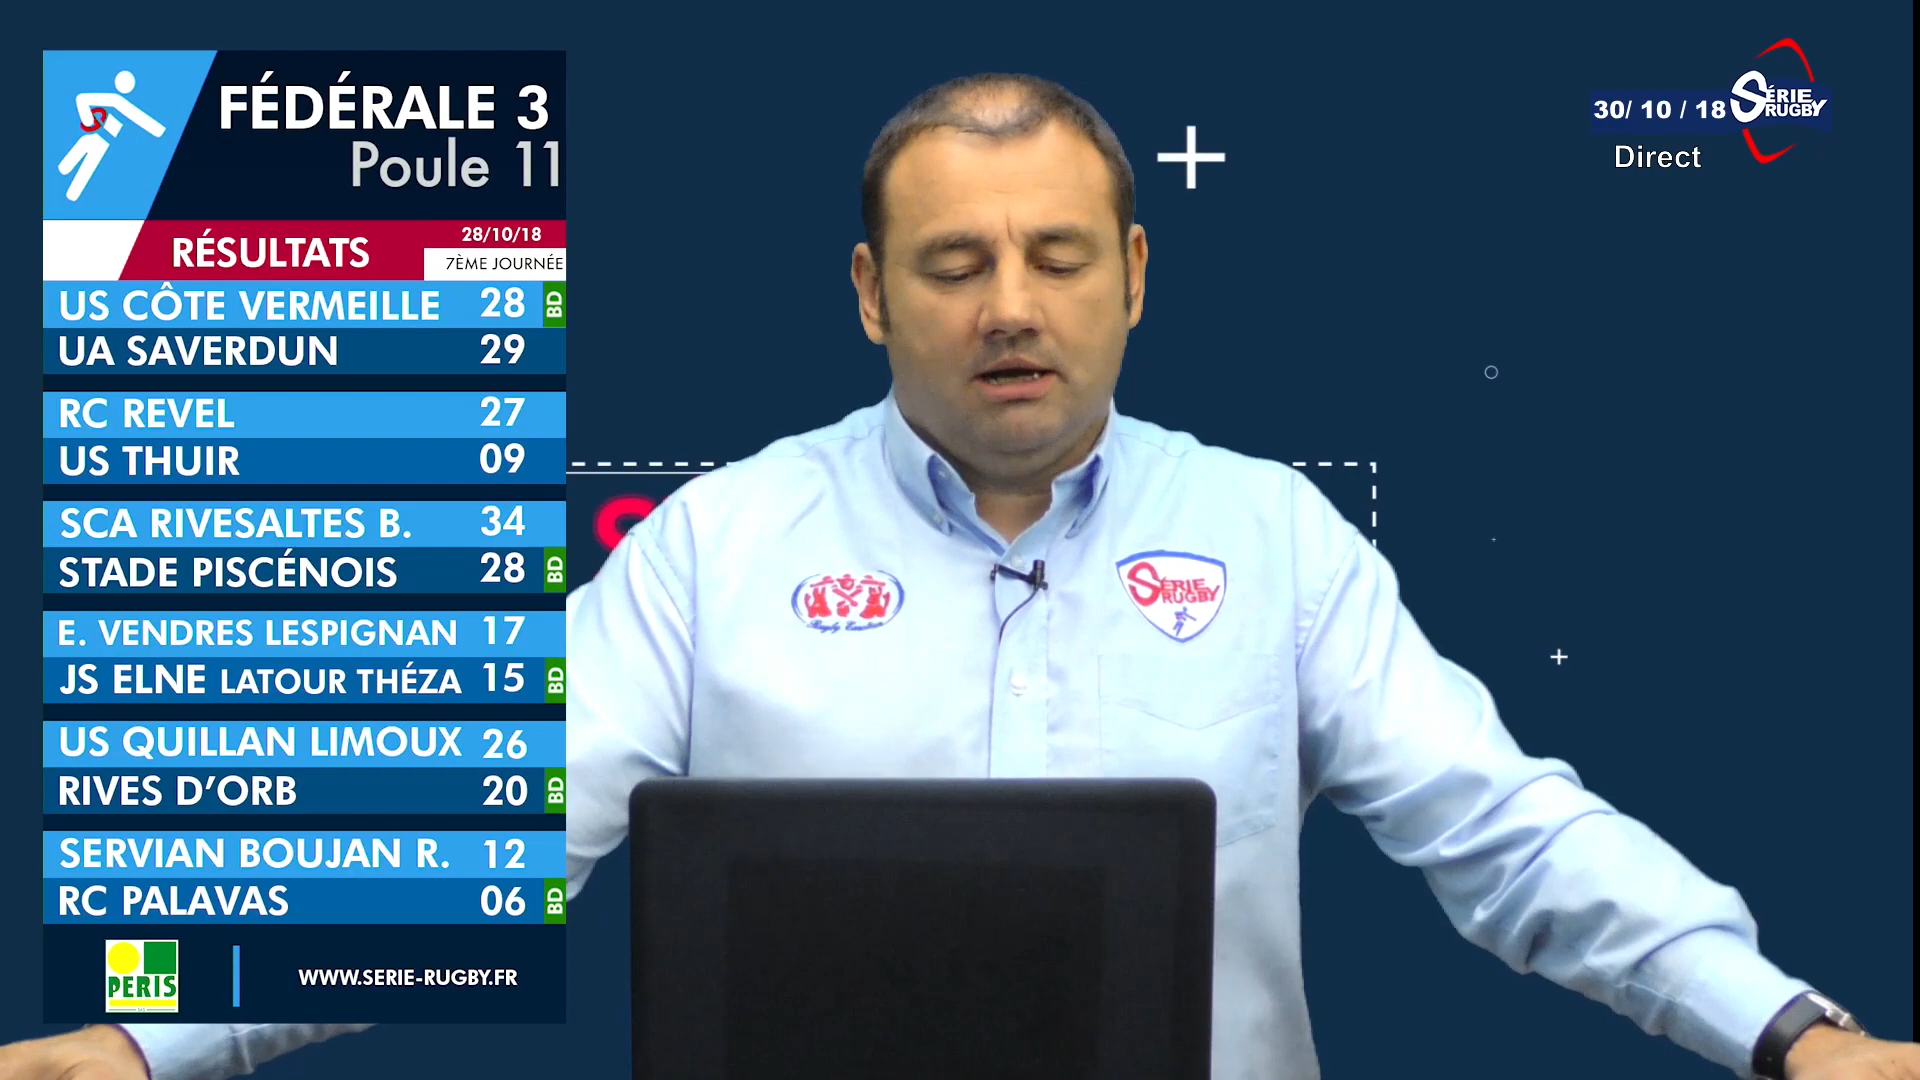 FÉDÉRALE 3
Poule 11
RÉSULTATS
28/10/18
7ÈME JOURNÉE
US CÔTE VERMEILLE 28 BD
UA SAVERDUN 29
RC REVEL 27
US THUIR 09
SCA RIVESALTES B. 34
STADE PISCÉNOIS 28 BD
E. VENDRES LESPIGNAN 17
JS ELNE LATOUR THÉZA 15 BD
US QUILLAN LIMOUX 26
RIVES D'ORB 20 BD
SERVIAN BOUJAN R. 12
RC PALAVAS 06 BD
PERIS
WWW.SERIE-RUGBY.FR
30/ 10 / 18
SÉRIE
RUGBY
Direct
SÉRIE
RUGBY